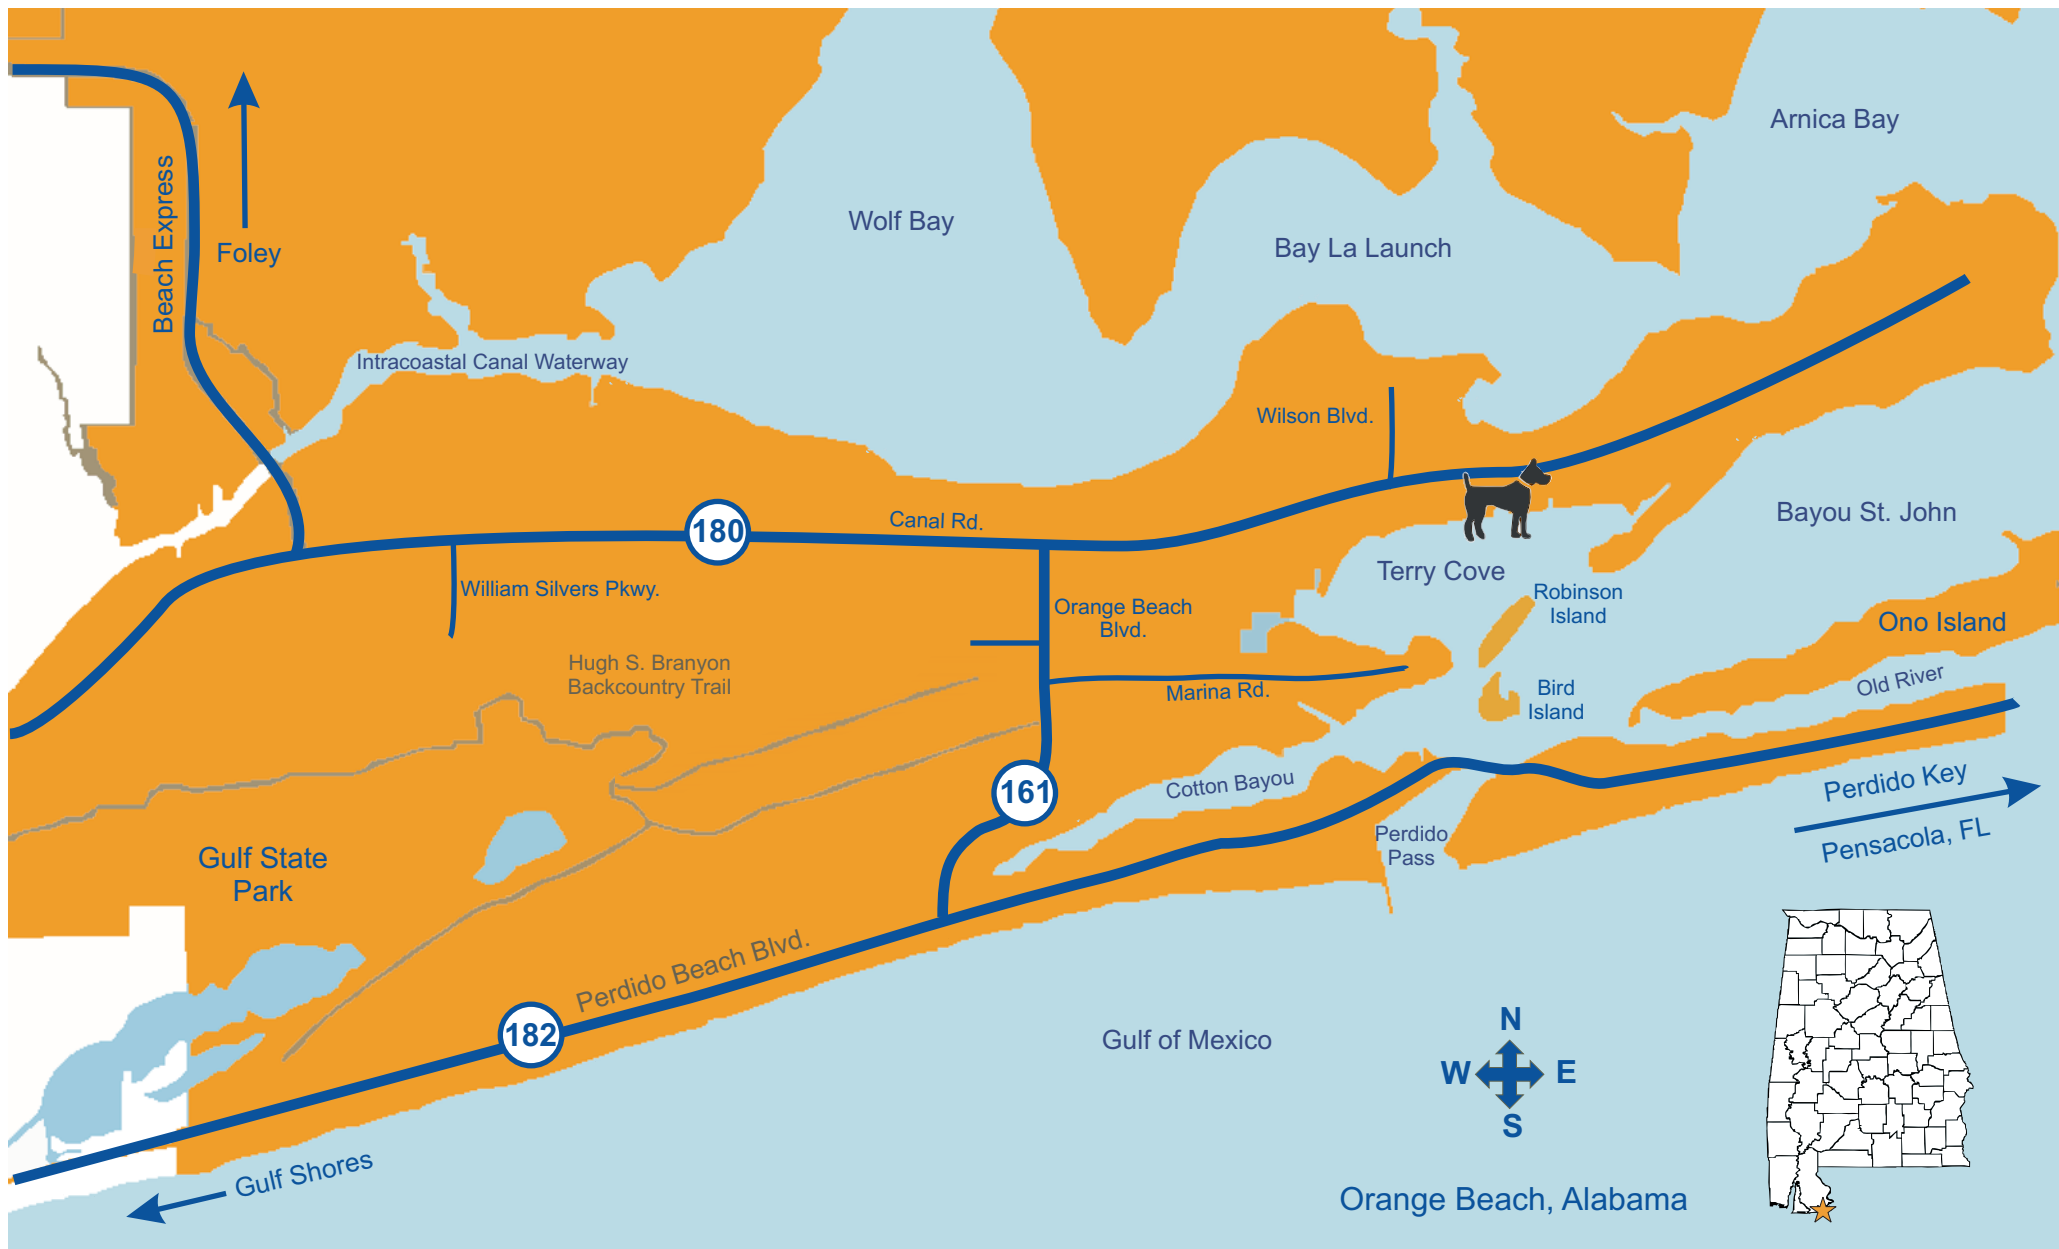 Arnica Bay
Beach Express
Foley
Wolf Bay
Bay La Launch
Intracoastal Canal Waterway
Wilson Blvd.
180
Canal Rd.
Bayou St. John
Terry Cove
William Silvers Pkwy.
Orange Beach
Blvd.
Robinson
Island
Ono Island
Hugh S. Branyon
Backcountry Trail
Marina Rd.
Bird
Island
Old River
161
Cotton Bayou
Perdido Key
Pensacola, FL
Perdido
Pass
Gulf State
Park
Perdido Beach Blvd.
182
Gulf of Mexico
N
W E
S
Gulf Shores
Orange Beach, Alabama